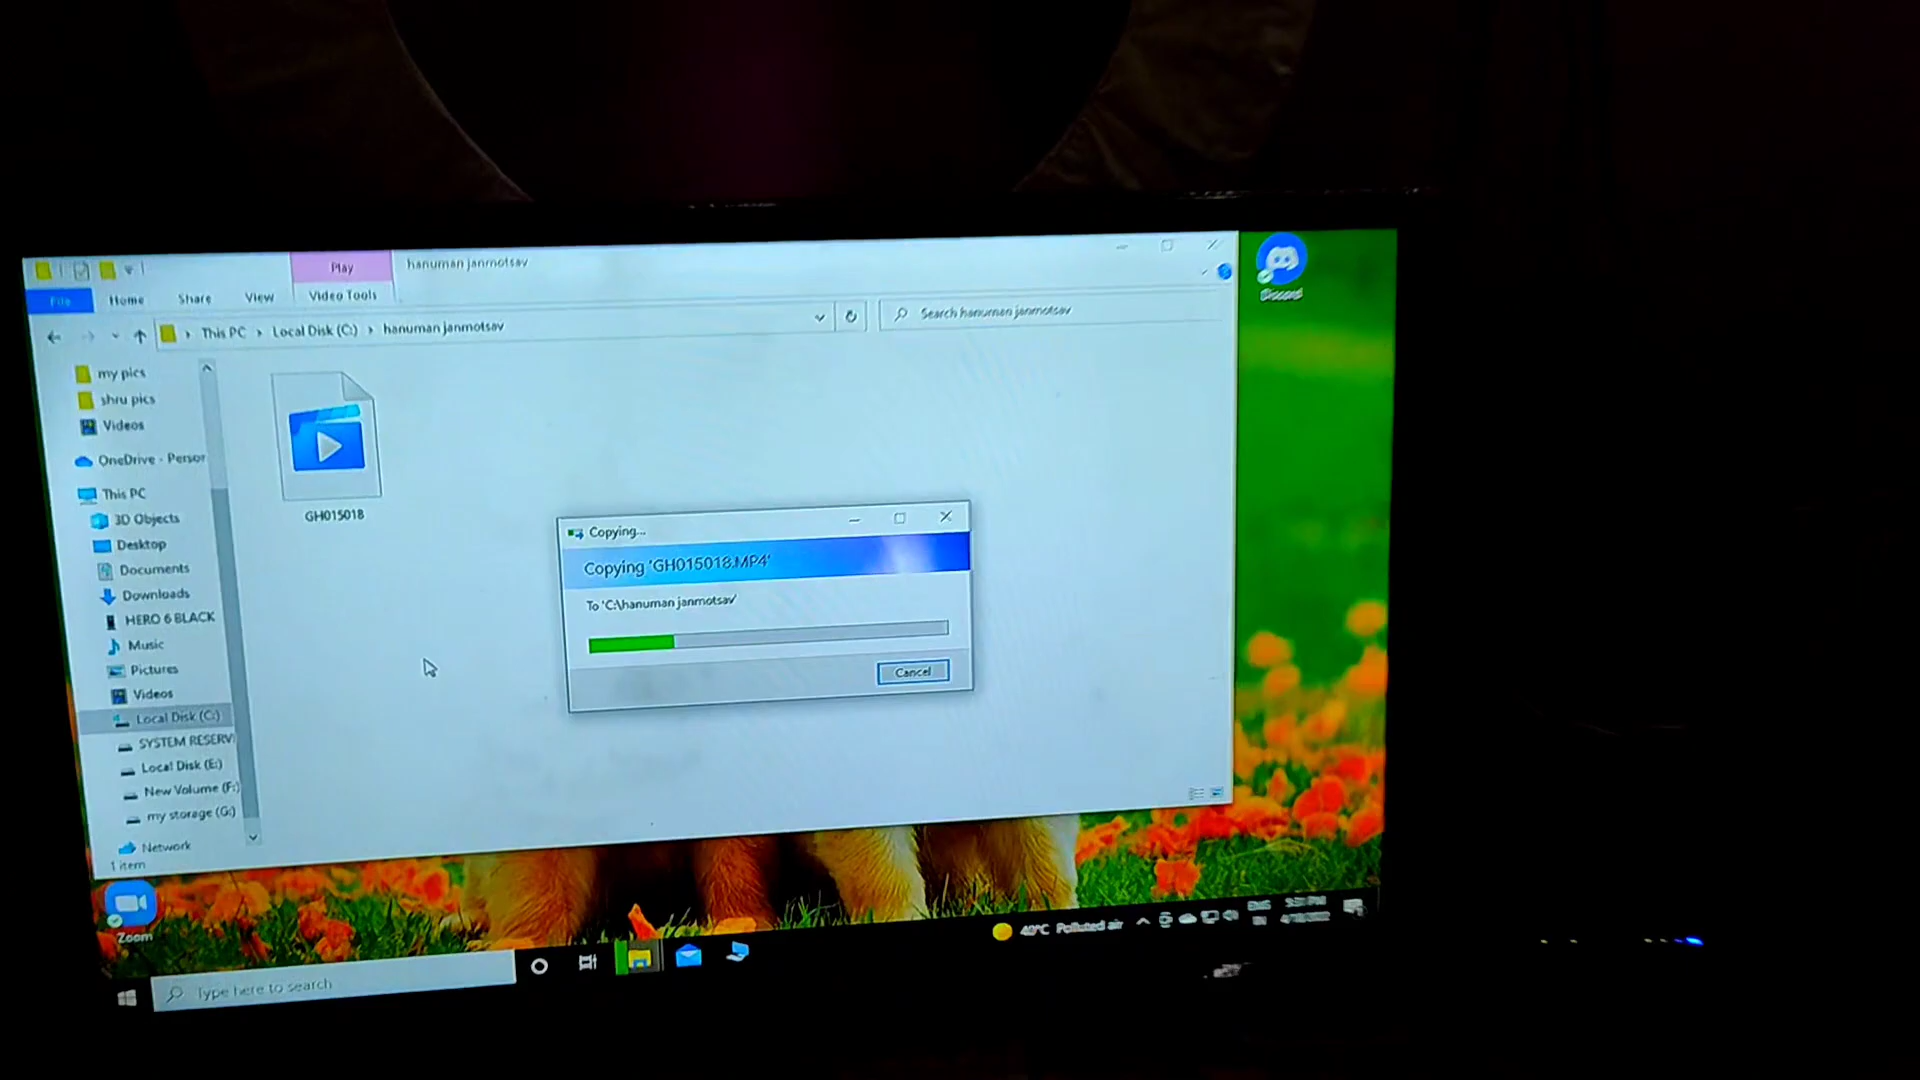 Play
hanuman janmotsav
File
Home
Share
View
Video Tools
This PC
Local Disk (C:)
hanuman janmotsav
Search hanuman janmotsav
my pics
shru pics
Videos
OneDrive - Person
This PC
3D Objects
Desktop
Documents
Downloads
HERO 6 BLACK
Music
Pictures
Videos
Local Disk (C:)
SYSTEM RESERV
Local Disk (E:)
New Volume (F:)
my storage (G:)
Network
1 item
GH015018
Copying...
Copying 'GH015018.MP4'
To 'C:\hanuman janmotsav'
Cancel
Discord
Zoom
Type here to search
40°C Polluted air